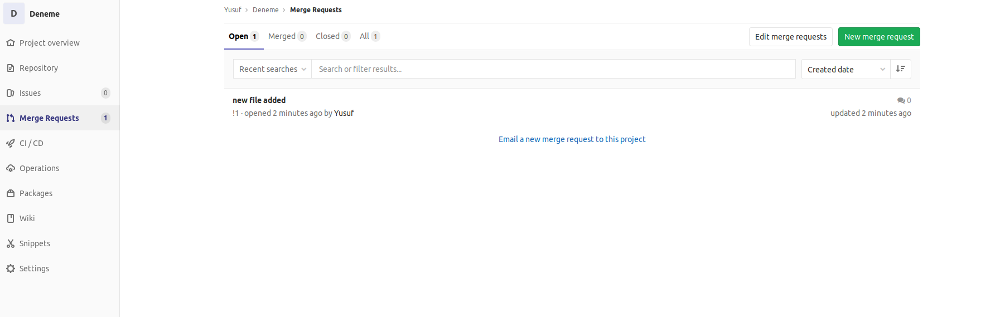 D Deneme
Project overview
Repository
Issues 0
Merge Requests 1
CI / CD
Operations
Packages
Wiki
Snippets
Settings
Yusuf › Deneme › Merge Requests
Open 1 Merged 0 Closed 0 All 1
Edit merge requests New merge request
Recent searches Search or filter results... Created date
new file added 0
!1 · opened 2 minutes ago by Yusuf updated 2 minutes ago
Email a new merge request to this project